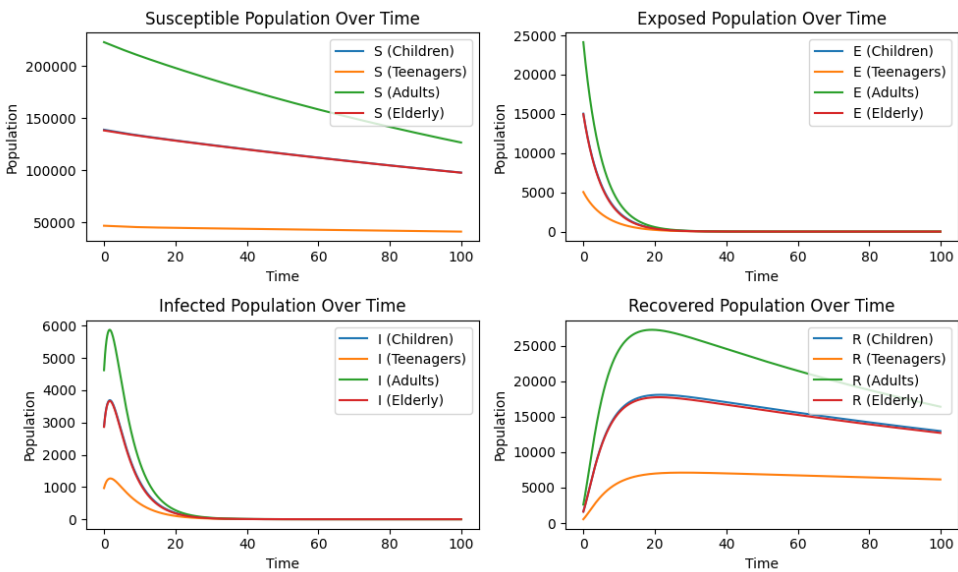 Susceptible Population Over Time
Population
200000
150000
100000
50000
S (Children)
S (Teenagers)
S (Adults)
S (Elderly)
0 20 40 60 80 100
Time
Exposed Population Over Time
Population
25000
20000
15000
10000
5000
0
E (Children)
E (Teenagers)
E (Adults)
E (Elderly)
0 20 40 60 80 100
Time
Infected Population Over Time
Population
6000
5000
4000
3000
2000
1000
0
I (Children)
I (Teenagers)
I (Adults)
I (Elderly)
0 20 40 60 80 100
Time
Recovered Population Over Time
Population
25000
20000
15000
10000
5000
0
R (Children)
R (Teenagers)
R (Adults)
R (Elderly)
0 20 40 60 80 100
Time